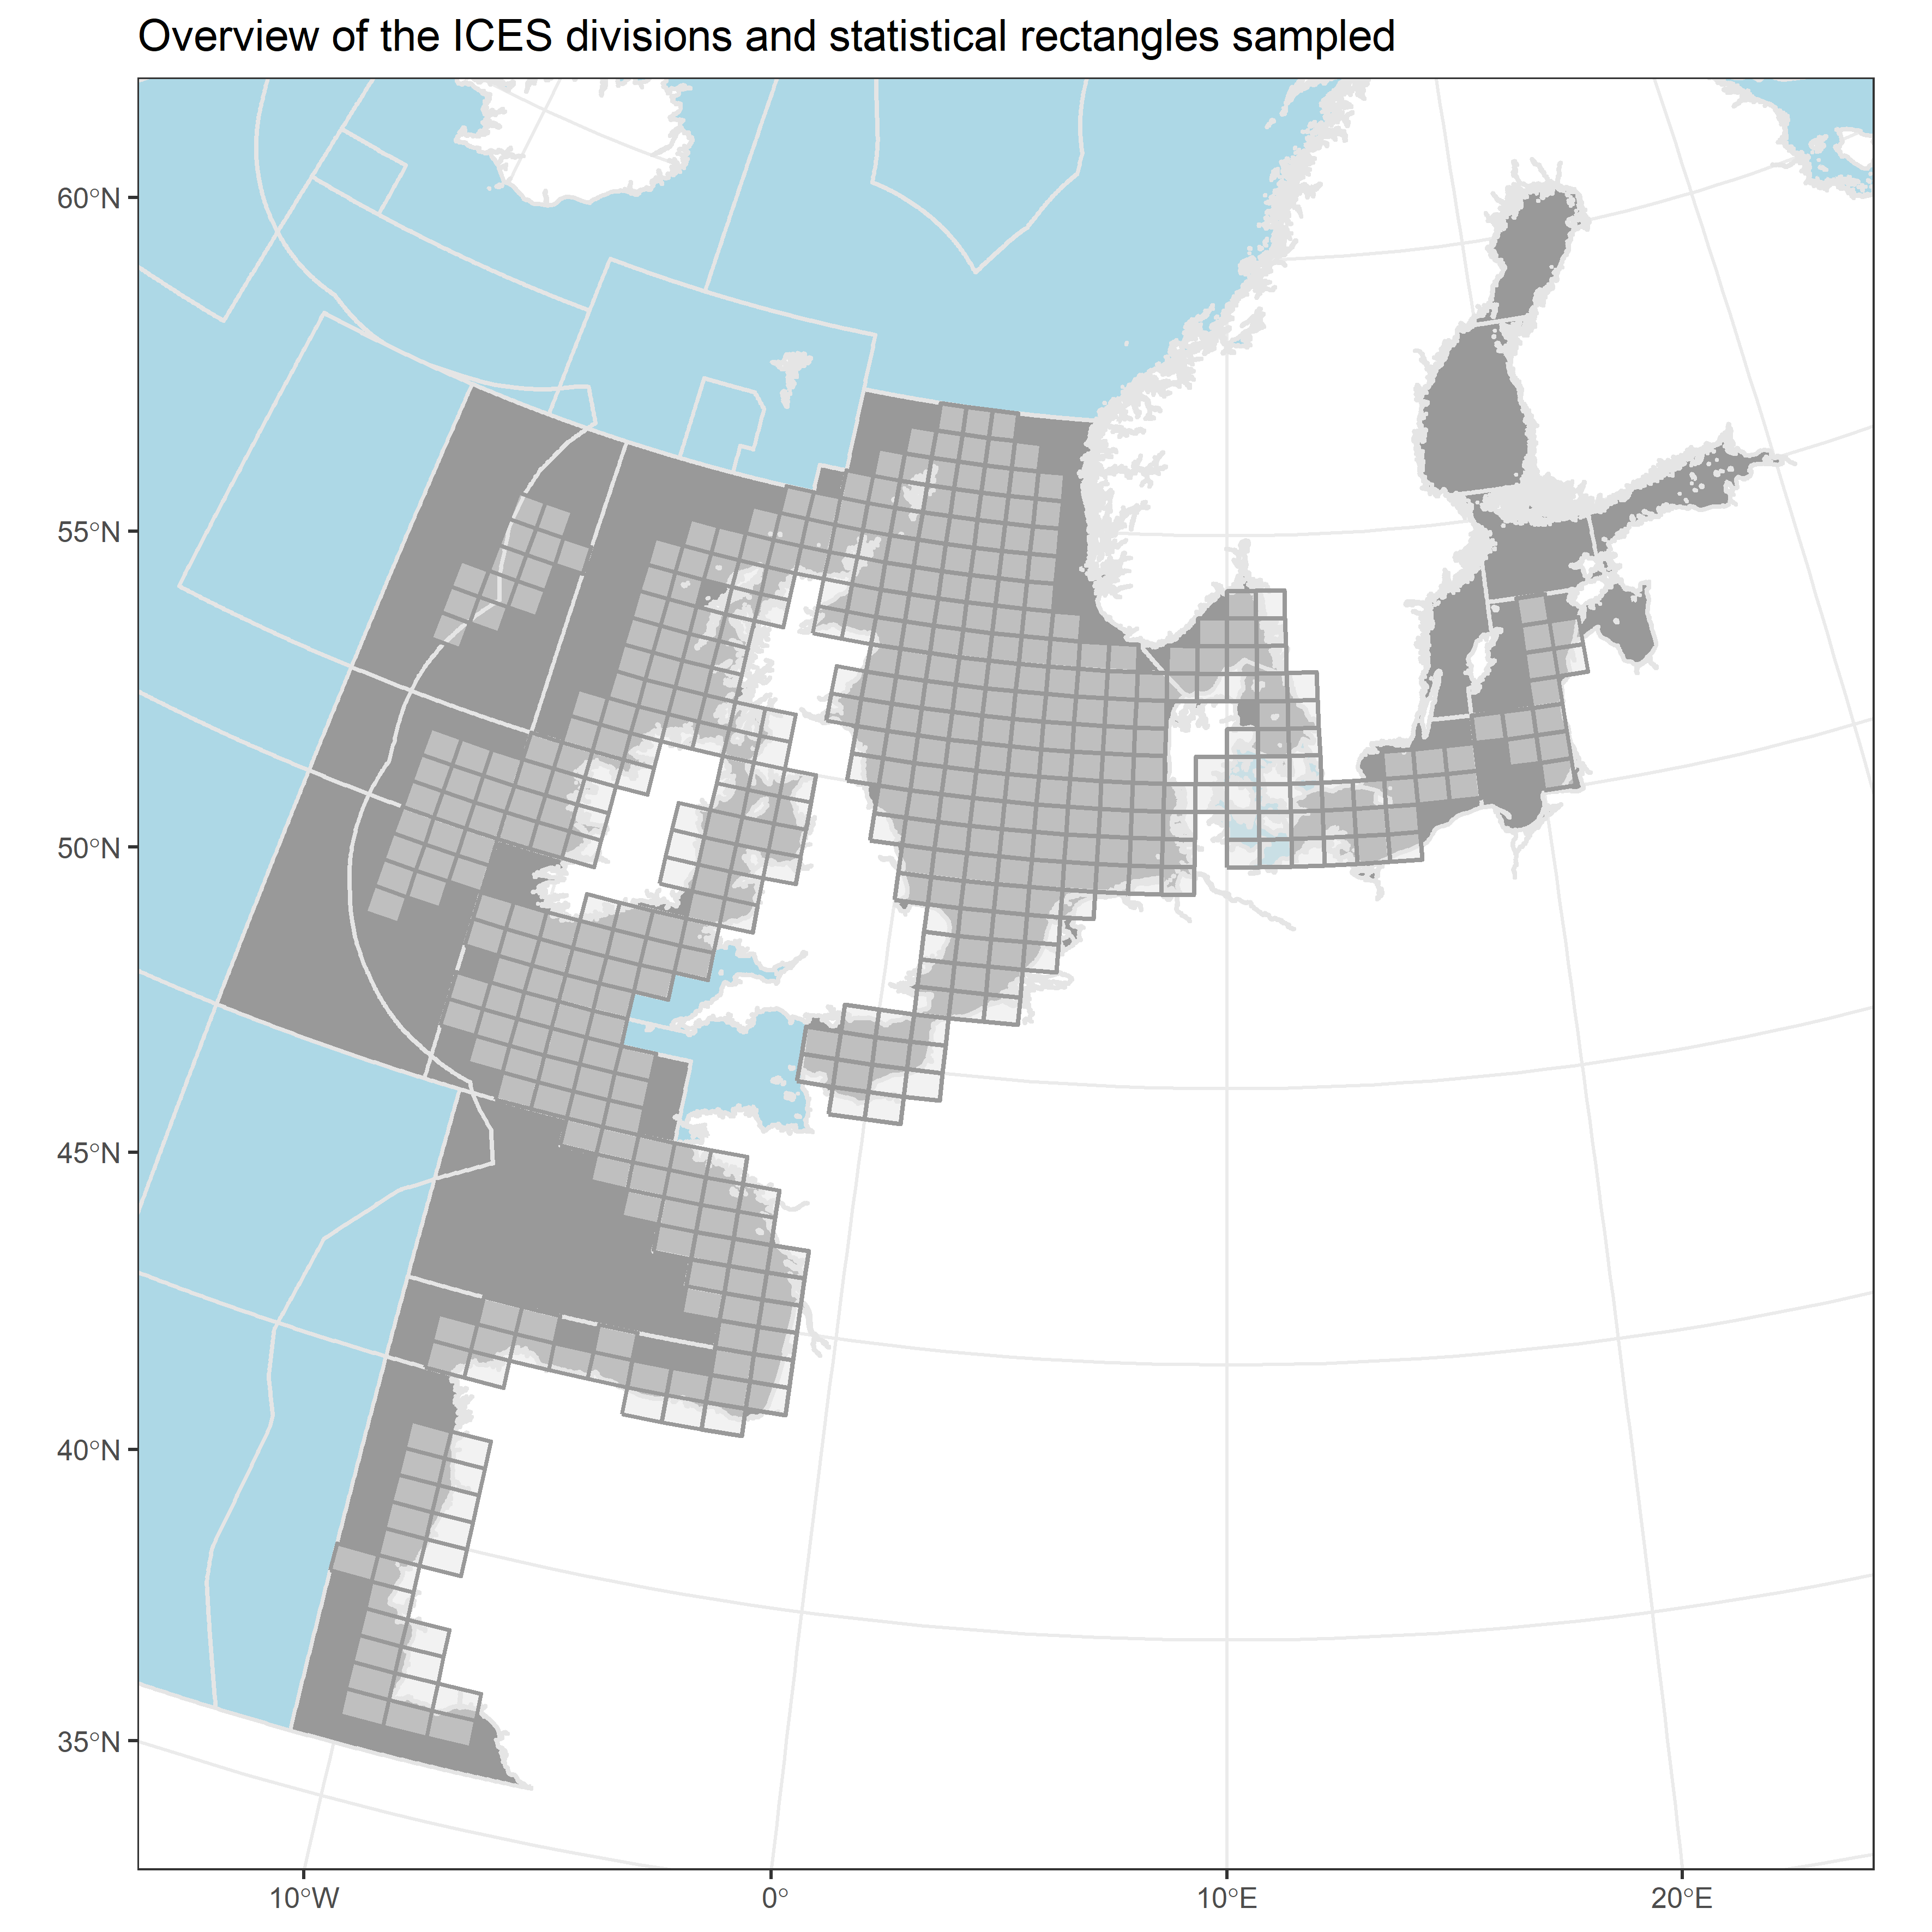 Overview of the ICES divisions and statistical rectangles sampled
60°N
55°N
50°N
45°N
40°N
35°N
10°W
0°
10°E
20°E